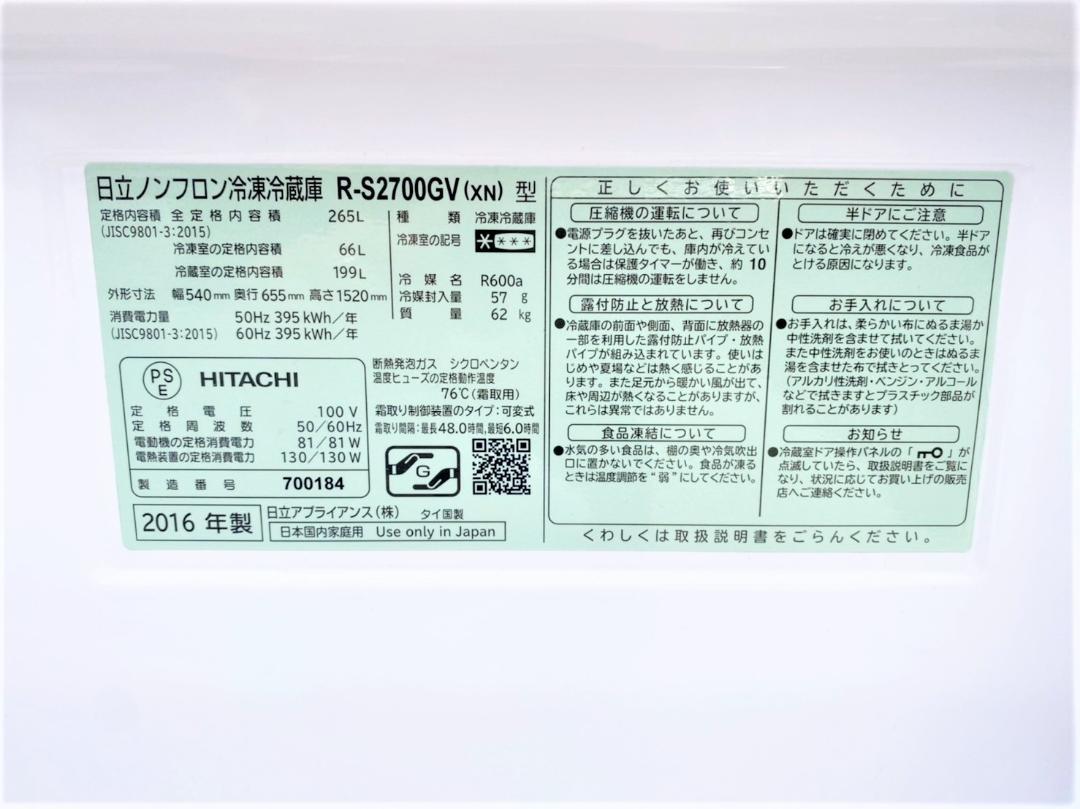 日立ノンフロン冷凍冷蔵庫 R-S2700GV(XN) 型
定格内容積 全定格内容積 265L
(JISC9801-3:2015)
冷凍室の定格内容積 66L
冷蔵室の定格内容積 199L
外形寸法 幅540mm 奥行655mm 高さ1520mm
消費電力量 50Hz 395kWh/年
(JISC9801-3:2015) 60Hz 395kWh/年
種類 冷凍冷蔵庫
冷凍室の記号 ****
冷媒名 R600a
冷媒封入量 57 g
質量 62 kg
PS
E
HITACHI
定格電圧 100V
定格周波数 50/60Hz
電動機の定格消費電力 81/81W
電熱装置の定格消費電力 130/130W
製造番号 700184
断熱発泡ガス シクロペンタン
温度ヒューズの定格動作温度
76℃(霜取用)
霜取り制御装置のタイプ:可変式
霜取り間隔:最長48.0時間,最短6.0時間
G
2016 年製
日立アプライアンス(株) タイ国製
日本国内家庭用 Use only in Japan
正しくお使いいただくために
圧縮機の運転について
●電源プラグを抜いたあと、再びコンセ
ントに差し込んでも、庫内が冷えてい
る場合は保護タイマーが働き、約10
分間は圧縮機の運転をしません。
露付防止と放熱について
●冷蔵庫の前面や側面、背面に放熱器の
一部を利用した露付防止パイプ・放熱
パイプが組み込まれています。使いは
じめや夏場などは熱く感じることがあ
ります。また足元から暖かい風が出て、
床や周辺が熱くなることがありますが、
これらは異常ではありません。
食品凍結について
●水気の多い食品は、棚の奥や冷気吹出
口に置かないでください。食品が凍る
ときは温度調節を“弱”にしてください。
半ドアにご注意
●ドアは確実に閉めてください。半ドア
になると冷えが悪くなり、冷凍食品が
とける原因になります。
お手入れについて
●お手入れは、柔らかい布にぬるま湯か
中性洗剤を含ませて拭いてください。
また中性洗剤をお使いのときはぬるま
湯を含ませた布で拭きとってください。
(アルカリ性洗剤・ベンジン・アルコール
などで拭きますとプラスチック部品が
割れることがあります)
お知らせ
●冷蔵室ドア操作パネルの「 」が
点滅していたら、取扱説明書をご覧に
なり、状況に応じてお買い上げの販売
店へご連絡ください。
くわしくは取扱説明書をごらんください。